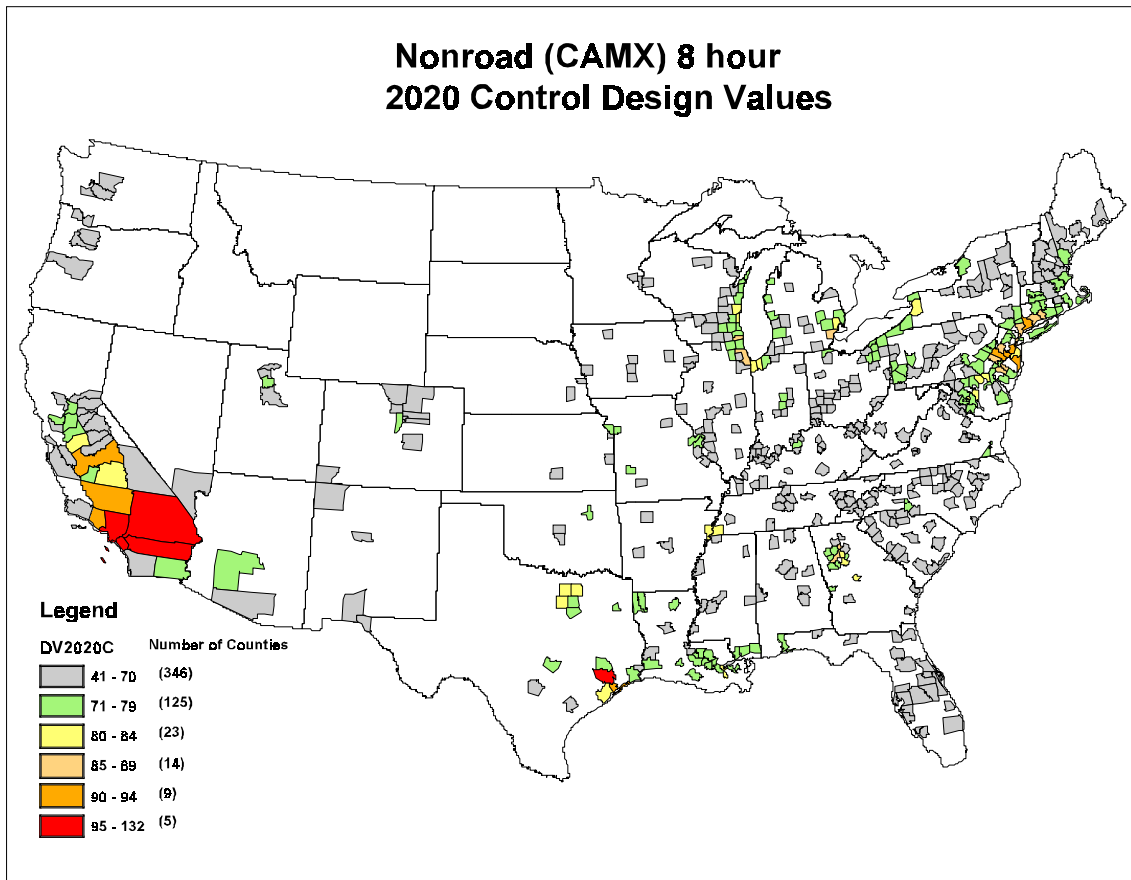 Nonroad (CAMX) 8 hour
2020 Control Design Values
Legend
DV2020C Number of Counties
41 - 70 (346)
71 - 79 (125)
80 - 84 (23)
85 - 89 (14)
90 - 94 (9)
95 - 132 (5)